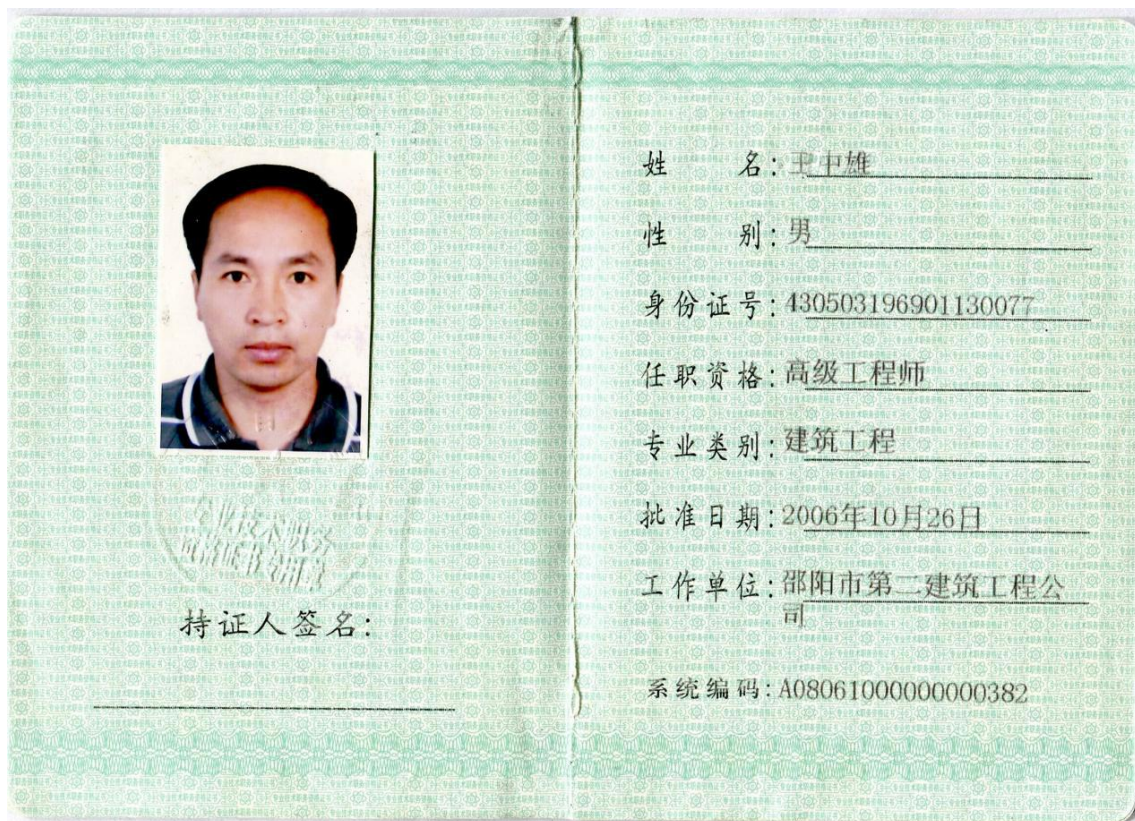 持证人签名:
姓名:王中雄
性别:男
身份证号:430503196901130077
任职资格:高级工程师
专业类别:建筑工程
批准日期:2006年10月26日
工作单位:邵阳市第二建筑工程公
司
系统编码:A08061000000000382